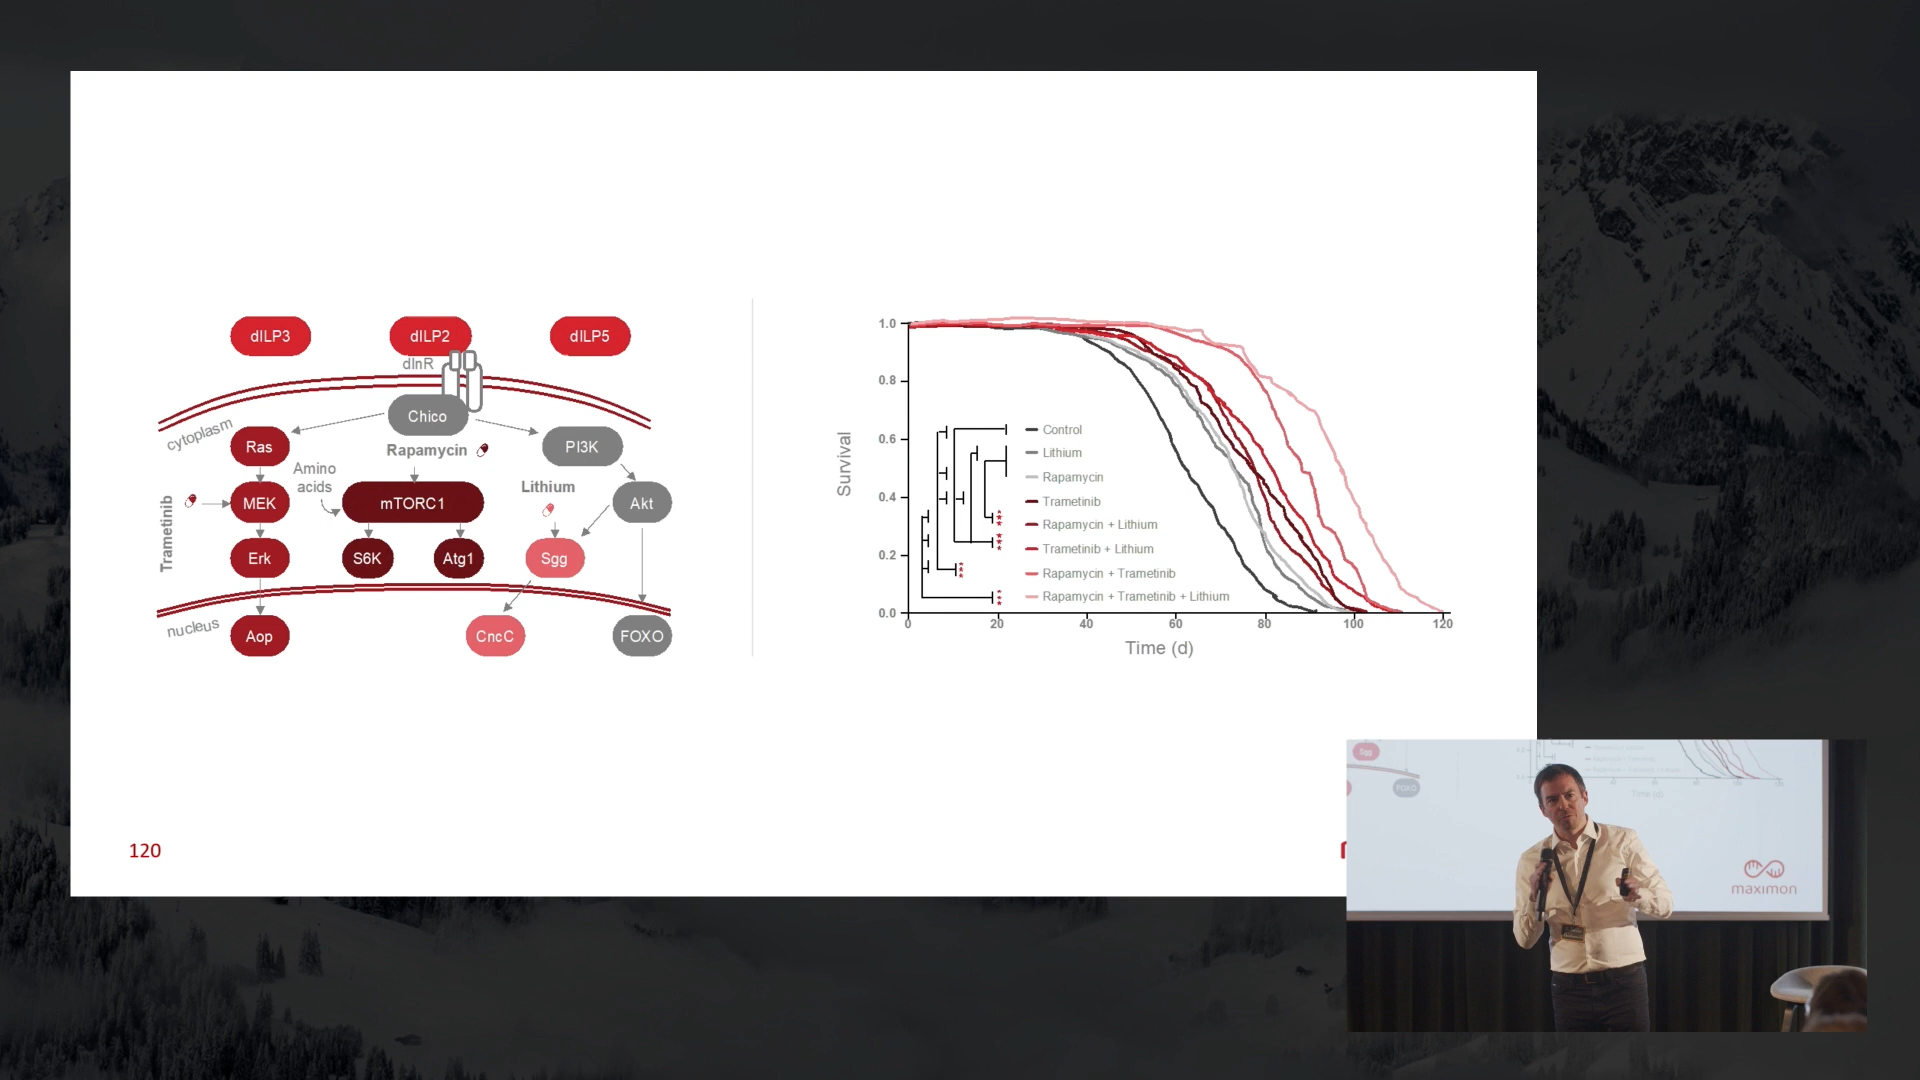 dILP3
dILP2
dILP5
dInR
Chico
cytoplasm
Ras
Rapamycin
PI3K
Amino
acids
Lithium
Trametinib
MEK
mTORC1
Akt
Erk
S6K
Atg1
Sgg
nucleus
Aop
CncC
FOXO
Survival
1.0
0.8
0.6
0.4
0.2
0.0
Control
Lithium
Rapamycin
Trametinib
Rapamycin + Lithium
Trametinib + Lithium
Rapamycin + Trametinib
Rapamycin + Trametinib + Lithium
0 20 40 60 80 100 120
Time (d)
120
Sgg
FOXO
Time (d)
maximon